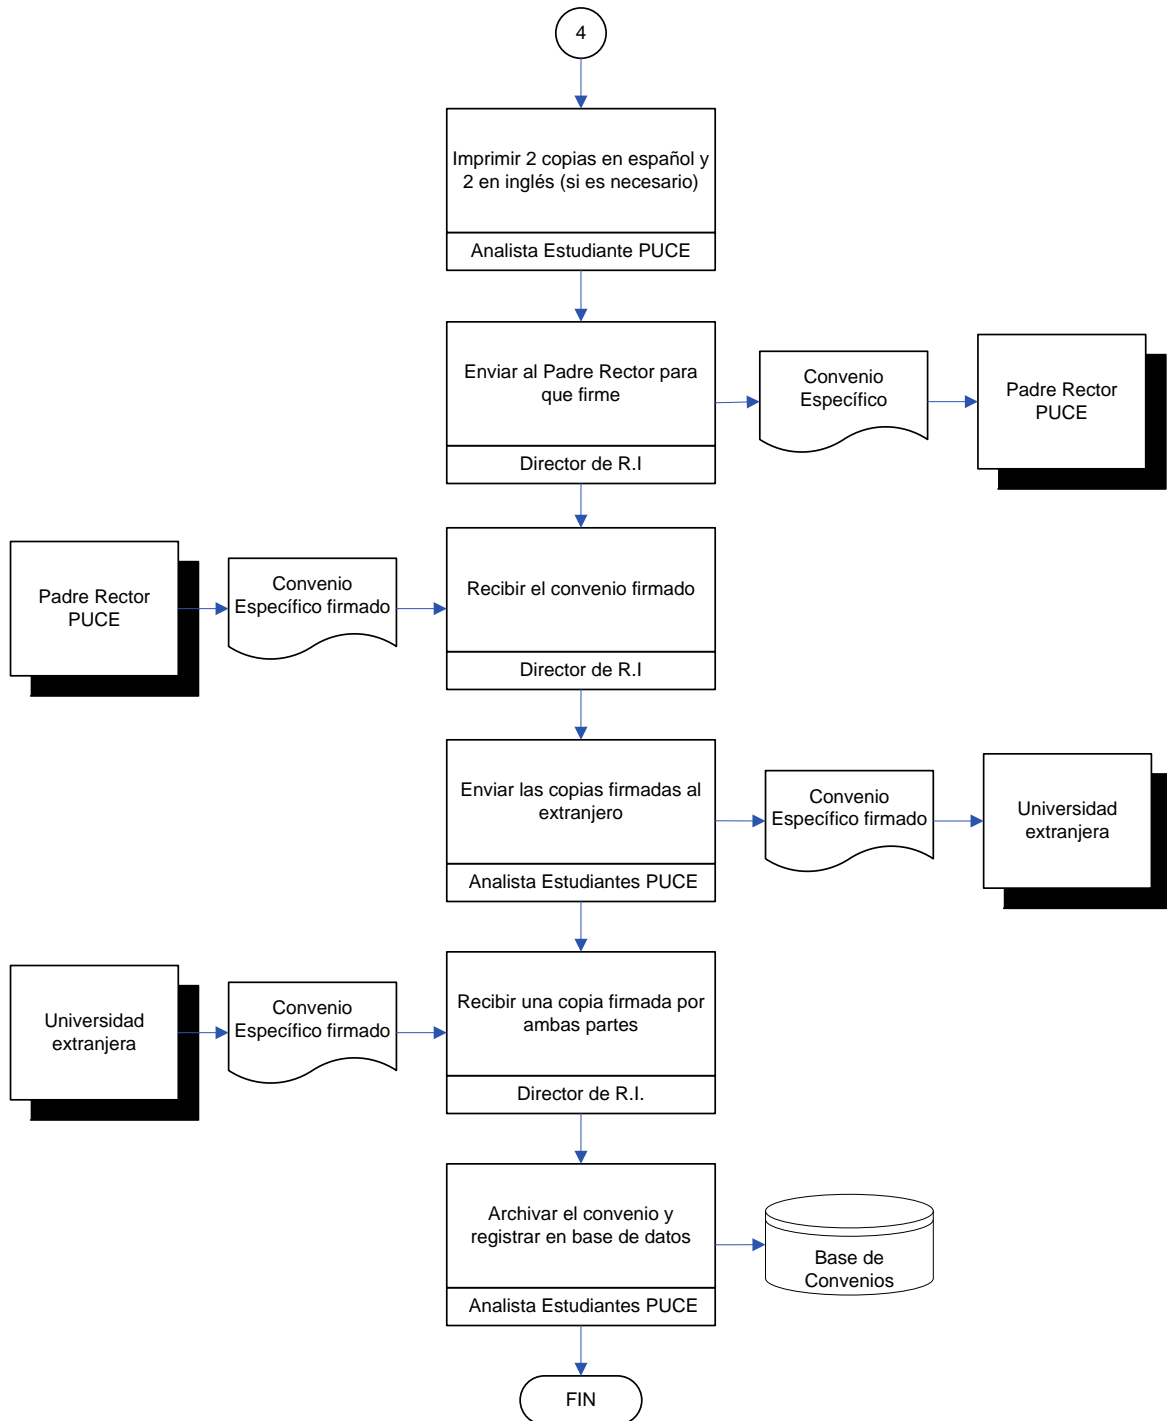 4
Imprimir 2 copias en español y
2 en inglés (si es necesario)
Analista Estudiante PUCE
Enviar al Padre Rector para
que firme
Director de R.I
Convenio
Específico
Padre Rector
PUCE
Padre Rector
PUCE
Convenio
Específico firmado
Recibir el convenio firmado
Director de R.I
Enviar las copias firmadas al
extranjero
Analista Estudiantes PUCE
Convenio
Específico firmado
Universidad
extranjera
Universidad
extranjera
Convenio
Específico firmado
Recibir una copia firmada por
ambas partes
Director de R.I.
Archivar el convenio y
registrar en base de datos
Analista Estudiantes PUCE
Base de
Convenios
FIN